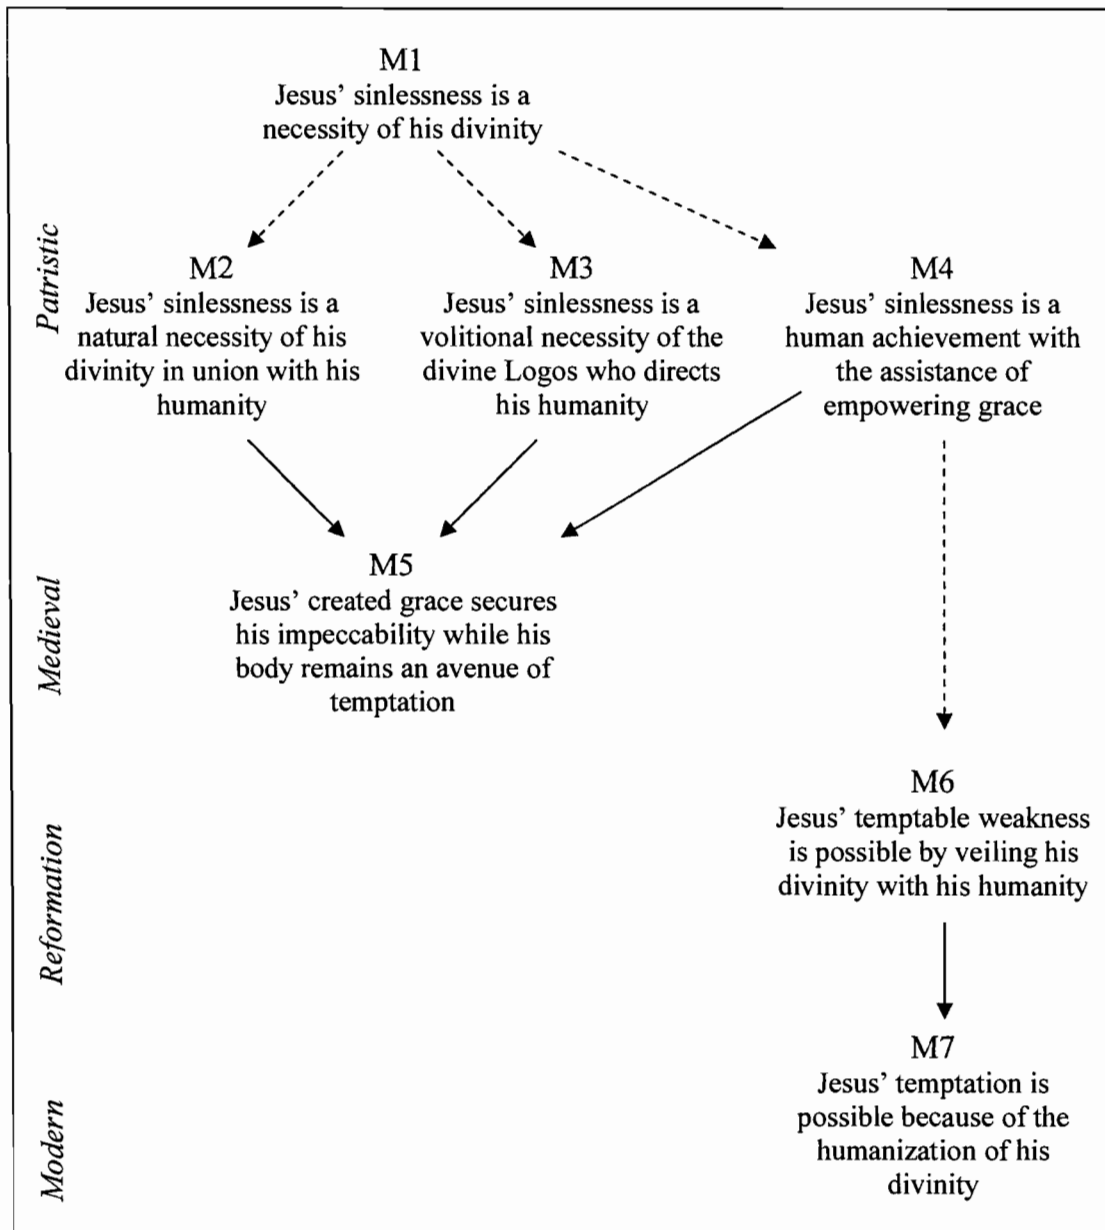 M1
Jesus’ sinlessness is a
necessity of his divinity
Patristic
M2
Jesus’ sinlessness is a
natural necessity of his
divinity in union with his
humanity
M3
Jesus’ sinlessness is a
volitional necessity of the
divine Logos who directs
his humanity
M4
Jesus’ sinlessness is a
human achievement with
the assistance of
empowering grace
Medieval
M5
Jesus’ created grace secures
his impeccability while his
body remains an avenue of
temptation
Reformation
M6
Jesus’ temptable weakness
is possible by veiling his
divinity with his humanity
Modern
M7
Jesus’ temptation is
possible because of the
humanization of his
divinity